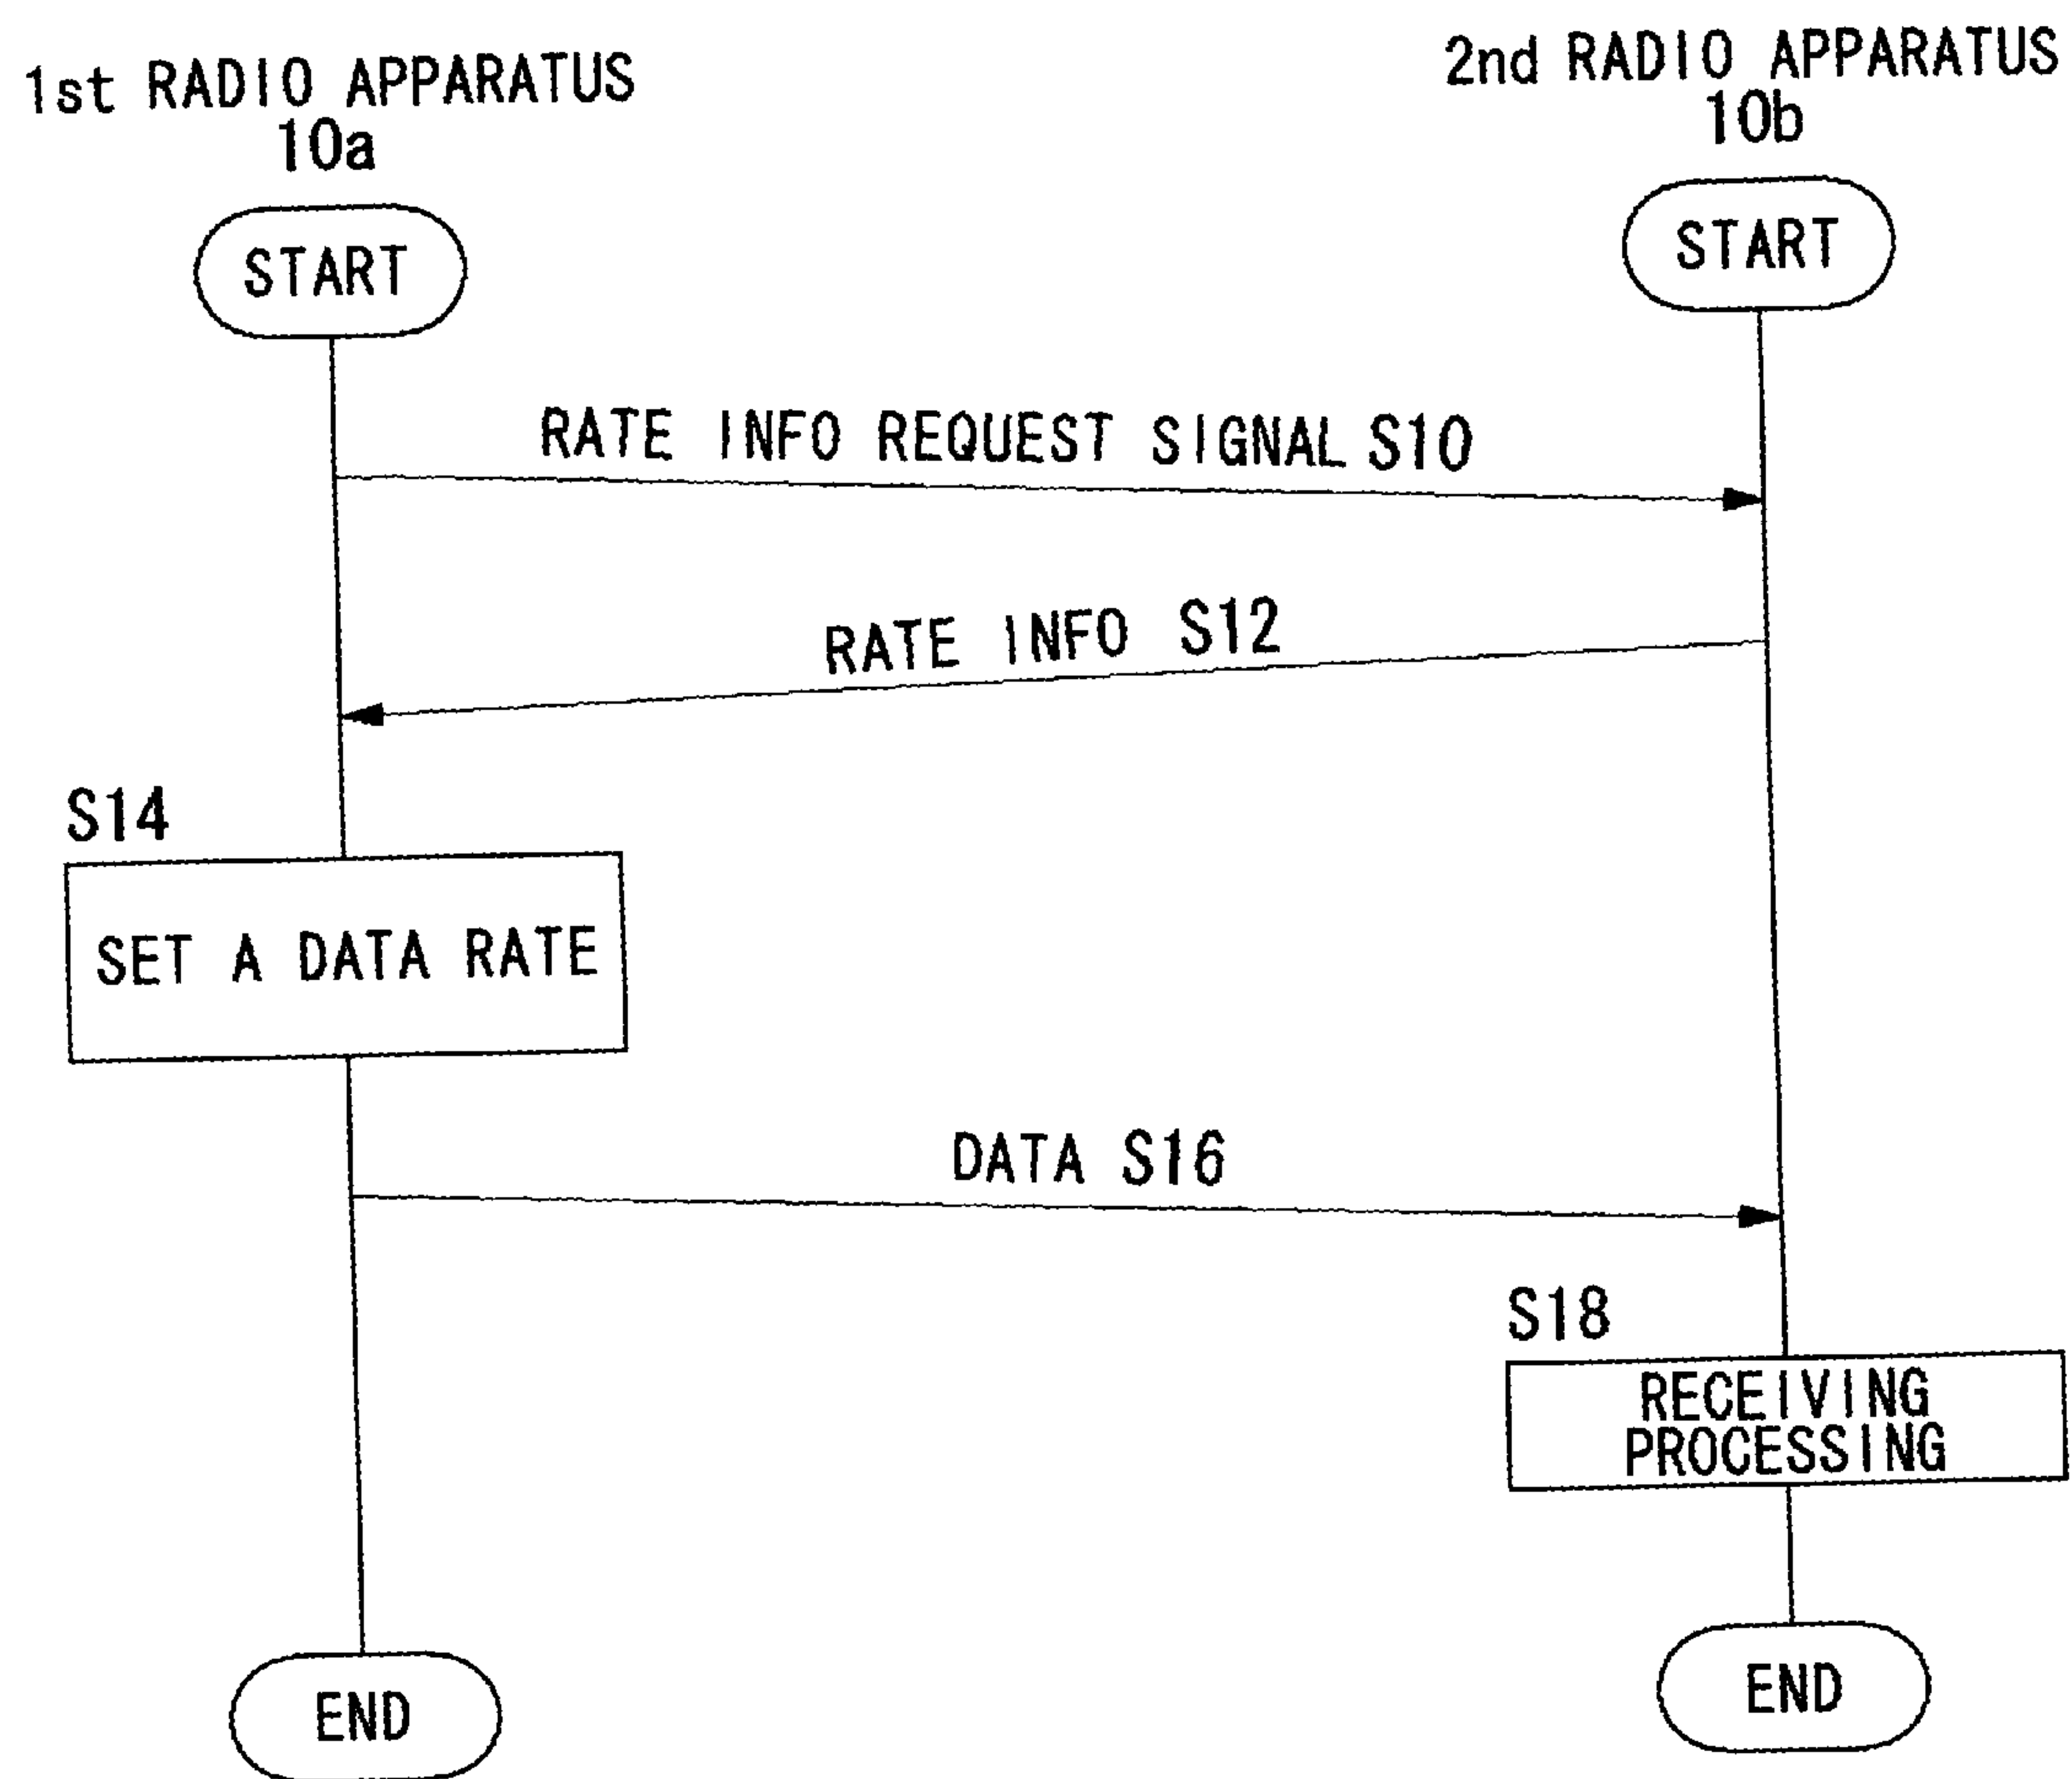 1st RADIO APPARATUS
10a
2nd RADIO APPARATUS
10b
START
START
RATE INFO REQUEST SIGNAL S10
RATE INFO S12
S14
SET A DATA RATE
DATA S16
S18
RECEIVING
PROCESSING
END
END